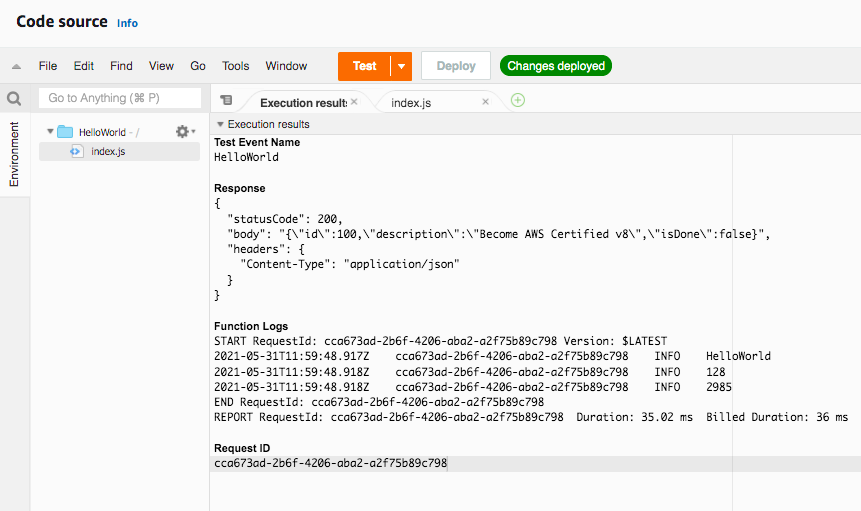 Code source Info
File Edit Find View Go Tools Window Test Deploy Changes deployed
Go to Anything (⌘ P) Execution results index.js
Environment
HelloWorld - /
index.js
Execution results
Test Event Name
HelloWorld
Response
{
"statusCode": 200,
"body": "{\"id\":100,\"description\":\"Become AWS Certified v8\",\"isDone\":false}",
"headers": {
"Content-Type": "application/json"
}
}
Function Logs
START RequestId: cca673ad-2b6f-4206-aba2-a2f75b89c798 Version: $LATEST
2021-05-31T11:59:48.917Z cca673ad-2b6f-4206-aba2-a2f75b89c798 INFO HelloWorld
2021-05-31T11:59:48.918Z cca673ad-2b6f-4206-aba2-a2f75b89c798 INFO 128
2021-05-31T11:59:48.918Z cca673ad-2b6f-4206-aba2-a2f75b89c798 INFO 2985
END RequestId: cca673ad-2b6f-4206-aba2-a2f75b89c798
REPORT RequestId: cca673ad-2b6f-4206-aba2-a2f75b89c798 Duration: 35.02 ms Billed Duration: 36 ms
Request ID
cca673ad-2b6f-4206-aba2-a2f75b89c798